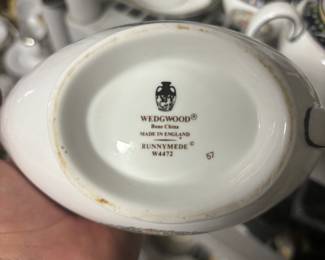 WEDGWOOD®
Bone China
MADE IN ENGLAND
RUNNYMEDE ©
W4472
57